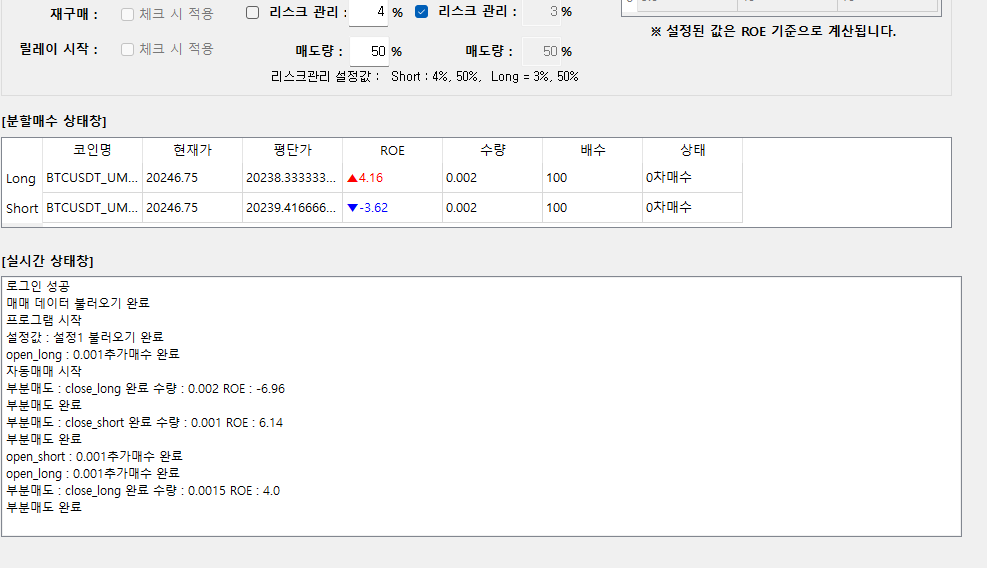 재구매 : 체크 시 적용 리스크 관리 : 4 % 리스크 관리 : 3 %
※ 설정된 값은 ROE 기준으로 계산됩니다.
릴레이 시작 : 체크 시 적용 매도량 : 50 % 매도량 : 50 %
리스크관리 설정값 : Short : 4%, 50%, Long = 3%, 50%
[분할매수 상태창]
코인명 현재가 평단가 ROE 수량 배수 상태
Long BTCUSDT_UM... 20246.75 20238.333333... ▲4.16 0.002 100 0차매수
Short BTCUSDT_UM... 20246.75 20239.416666... ▼-3.62 0.002 100 0차매수
[실시간 상태창]
로그인 성공
매매 데이터 불러오기 완료
프로그램 시작
설정값 : 설정1 불러오기 완료
open_long : 0.001추가매수 완료
자동매매 시작
부분매도 : close_long 완료 수량 : 0.002 ROE : -6.96
부분매도 완료
부분매도 : close_short 완료 수량 : 0.001 ROE : 6.14
부분매도 완료
open_short : 0.001추가매수 완료
open_long : 0.001추가매수 완료
부분매도 : close_long 완료 수량 : 0.0015 ROE : 4.0
부분매도 완료